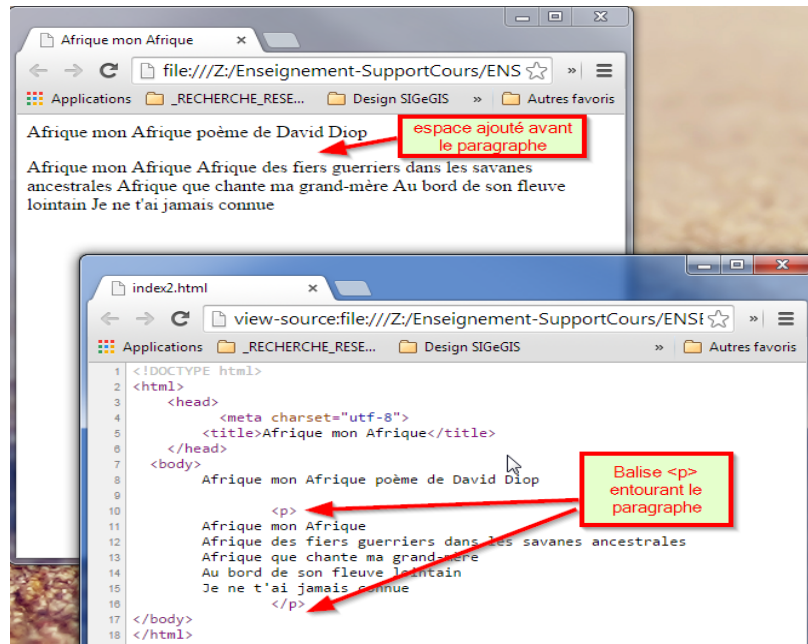 Afrique mon Afrique ×
file:///Z:/Enseignement-SupportCours/ENS »
Applications _RECHERCHE_RESE... Design SIGeGIS » Autres favoris
Afrique mon Afrique poème de David Diop
espace ajouté avant
le paragraphe
Afrique mon Afrique Afrique des fiers guerriers dans les savanes
ancestrales Afrique que chante ma grand-mère Au bord de son fleuve
lointain Je ne t'ai jamais connue
index2.html ×
view-source:file:///Z:/Enseignement-SupportCours/ENSE »
Applications _RECHERCHE_RESE... Design SIGeGIS » Autres favoris
1 <!DOCTYPE html>
2 <html>
3 <head>
4 <meta charset="utf-8">
5 <title>Afrique mon Afrique</title>
6 </head>
7 <body>
8 Afrique mon Afrique poème de David Diop
9
10 <p>
11 Afrique mon Afrique
12 Afrique des fiers guerriers dans les savanes ancestrales
13 Afrique que chante ma grand-mère
14 Au bord de son fleuve lointain
15 Je ne t'ai jamais connue
16 </p>
17 </body>
18 </html>
Balise <p>
entourant le
paragraphe